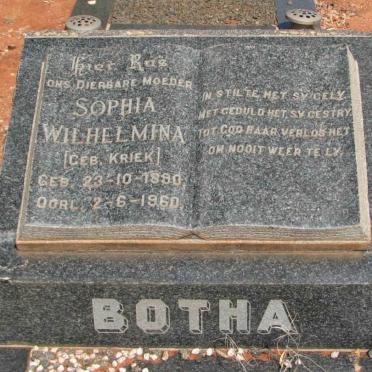 Hier Rus
ONS DIERBARE MOEDER
SOPHIA
WILHELMINA
[GEB. KRIEK]
GEB. 23-10-1880.
OORL. 2-6-1960.
IN STILTE HET SY GELY.
MET GEDULD HET SY GESTRY
TOT GOD HAAR VERLOS HET
OM NOOIT WEER TE LY.
BOTHA